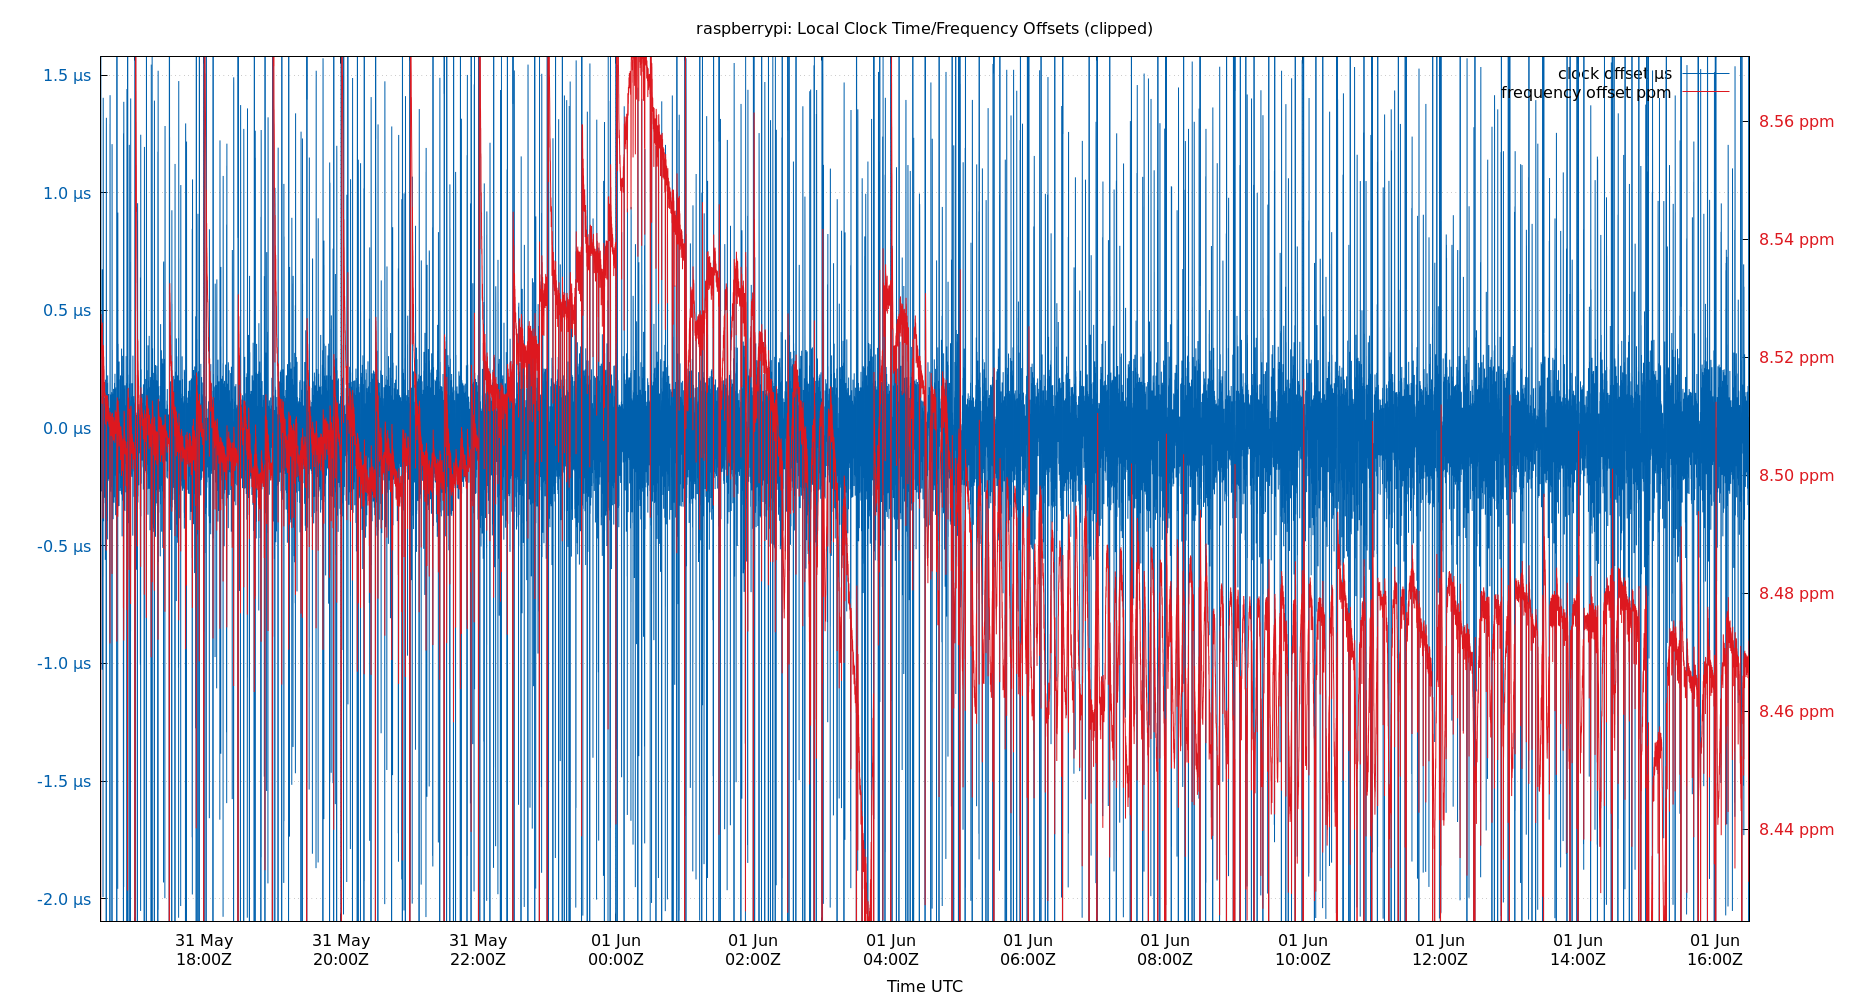 raspberrypi: Local Clock Time/Frequency Offsets (clipped)
clock offset µs
frequency offset ppm
1.5 µs
1.0 µs
0.5 µs
0.0 µs
-0.5 µs
-1.0 µs
-1.5 µs
-2.0 µs
8.56 ppm
8.54 ppm
8.52 ppm
8.50 ppm
8.48 ppm
8.46 ppm
8.44 ppm
31 May
18:00Z
31 May
20:00Z
31 May
22:00Z
01 Jun
00:00Z
01 Jun
02:00Z
01 Jun
04:00Z
01 Jun
06:00Z
01 Jun
08:00Z
01 Jun
10:00Z
01 Jun
12:00Z
01 Jun
14:00Z
01 Jun
16:00Z
Time UTC